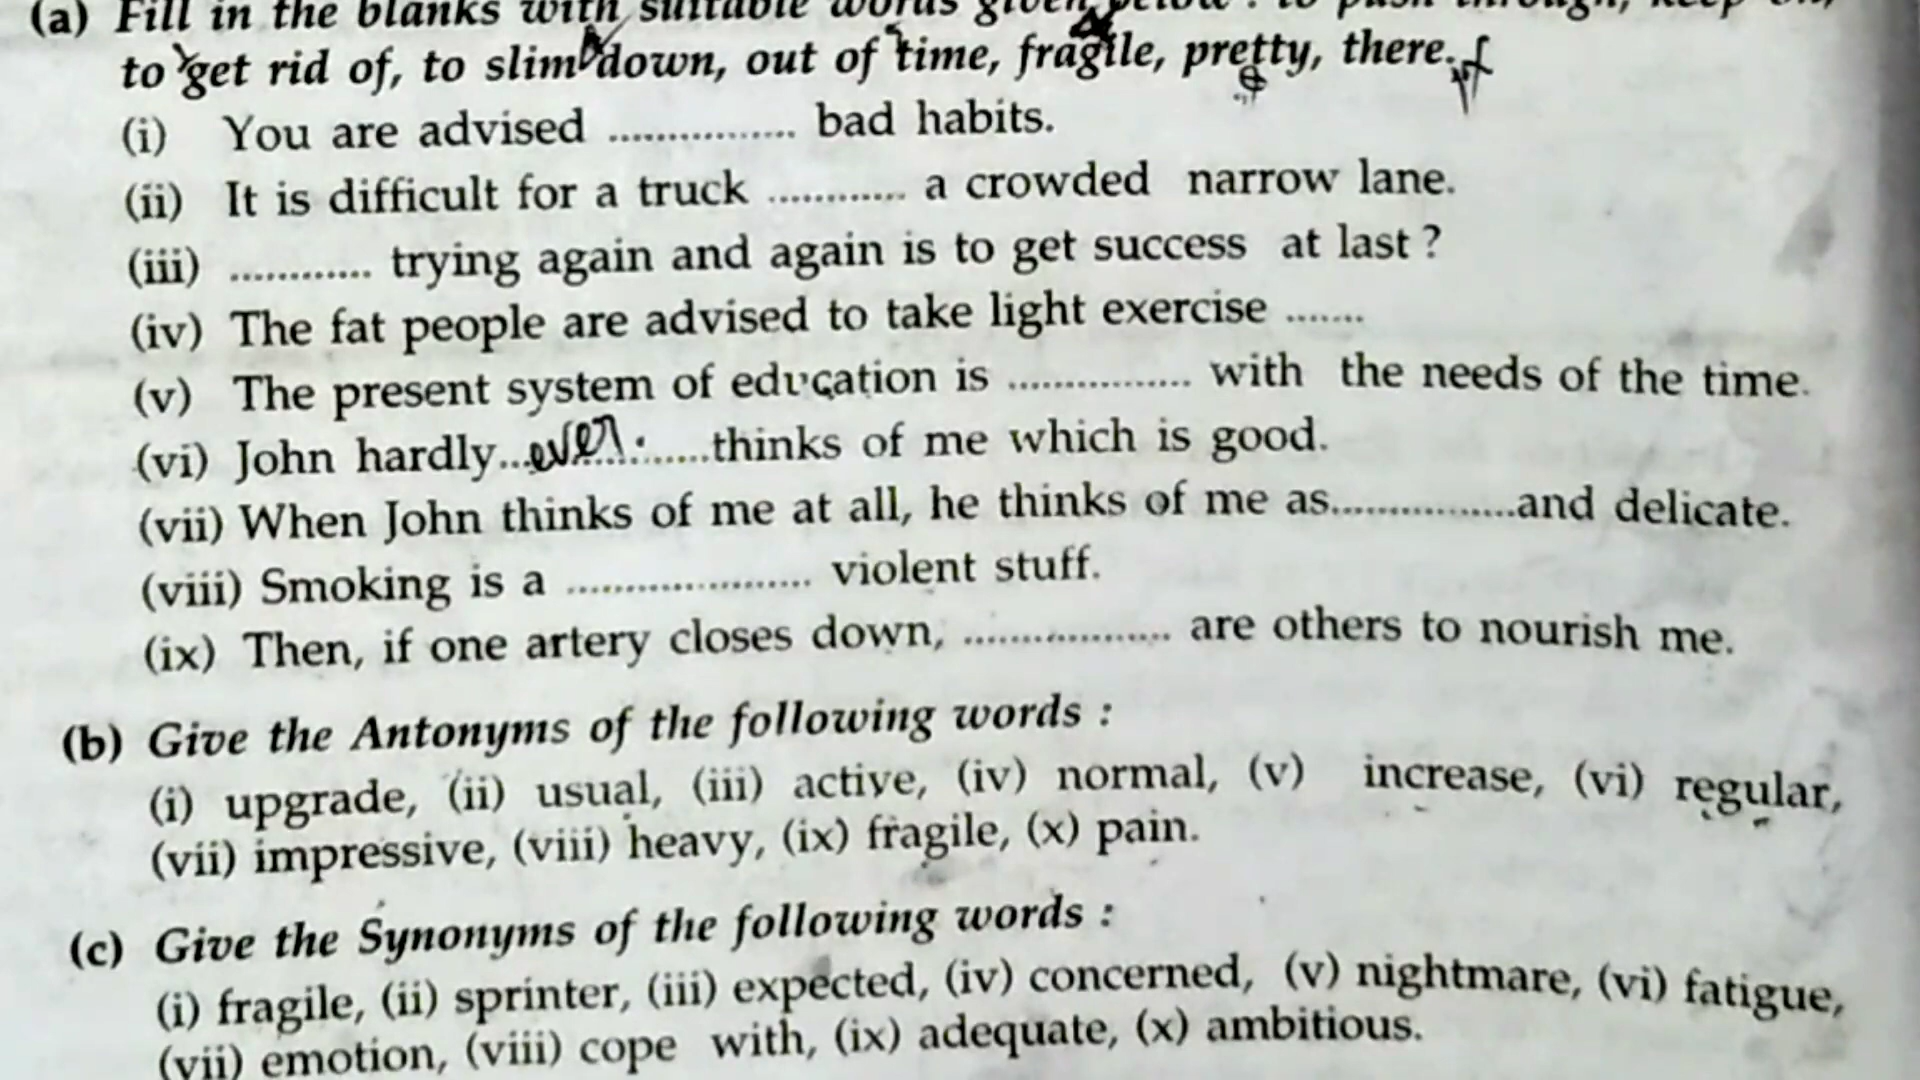 (a) Fill in the blanks with suitable words given below : to push through, keep on,
to get rid of, to slim down, out of time, fragile, pretty, there.
(i) You are advised ................ bad habits.
(ii) It is difficult for a truck ............ a crowded narrow lane.
(iii) ............ trying again and again is to get success at last ?
(iv) The fat people are advised to take light exercise .......
(v) The present system of education is ................ with the needs of the time.
(vi) John hardly...ever.......thinks of me which is good.
(vii) When John thinks of me at all, he thinks of me as................and delicate.
(viii) Smoking is a ..................... violent stuff.
(ix) Then, if one artery closes down, .................. are others to nourish me.
(b) Give the Antonyms of the following words :
(i) upgrade, (ii) usual, (iii) active, (iv) normal, (v) increase, (vi) regular,
(vii) impressive, (viii) heavy, (ix) fragile, (x) pain.
(c) Give the Synonyms of the following words :
(i) fragile, (ii) sprinter, (iii) expected, (iv) concerned, (v) nightmare, (vi) fatigue,
(vii) emotion, (viii) cope with, (ix) adequate, (x) ambitious.